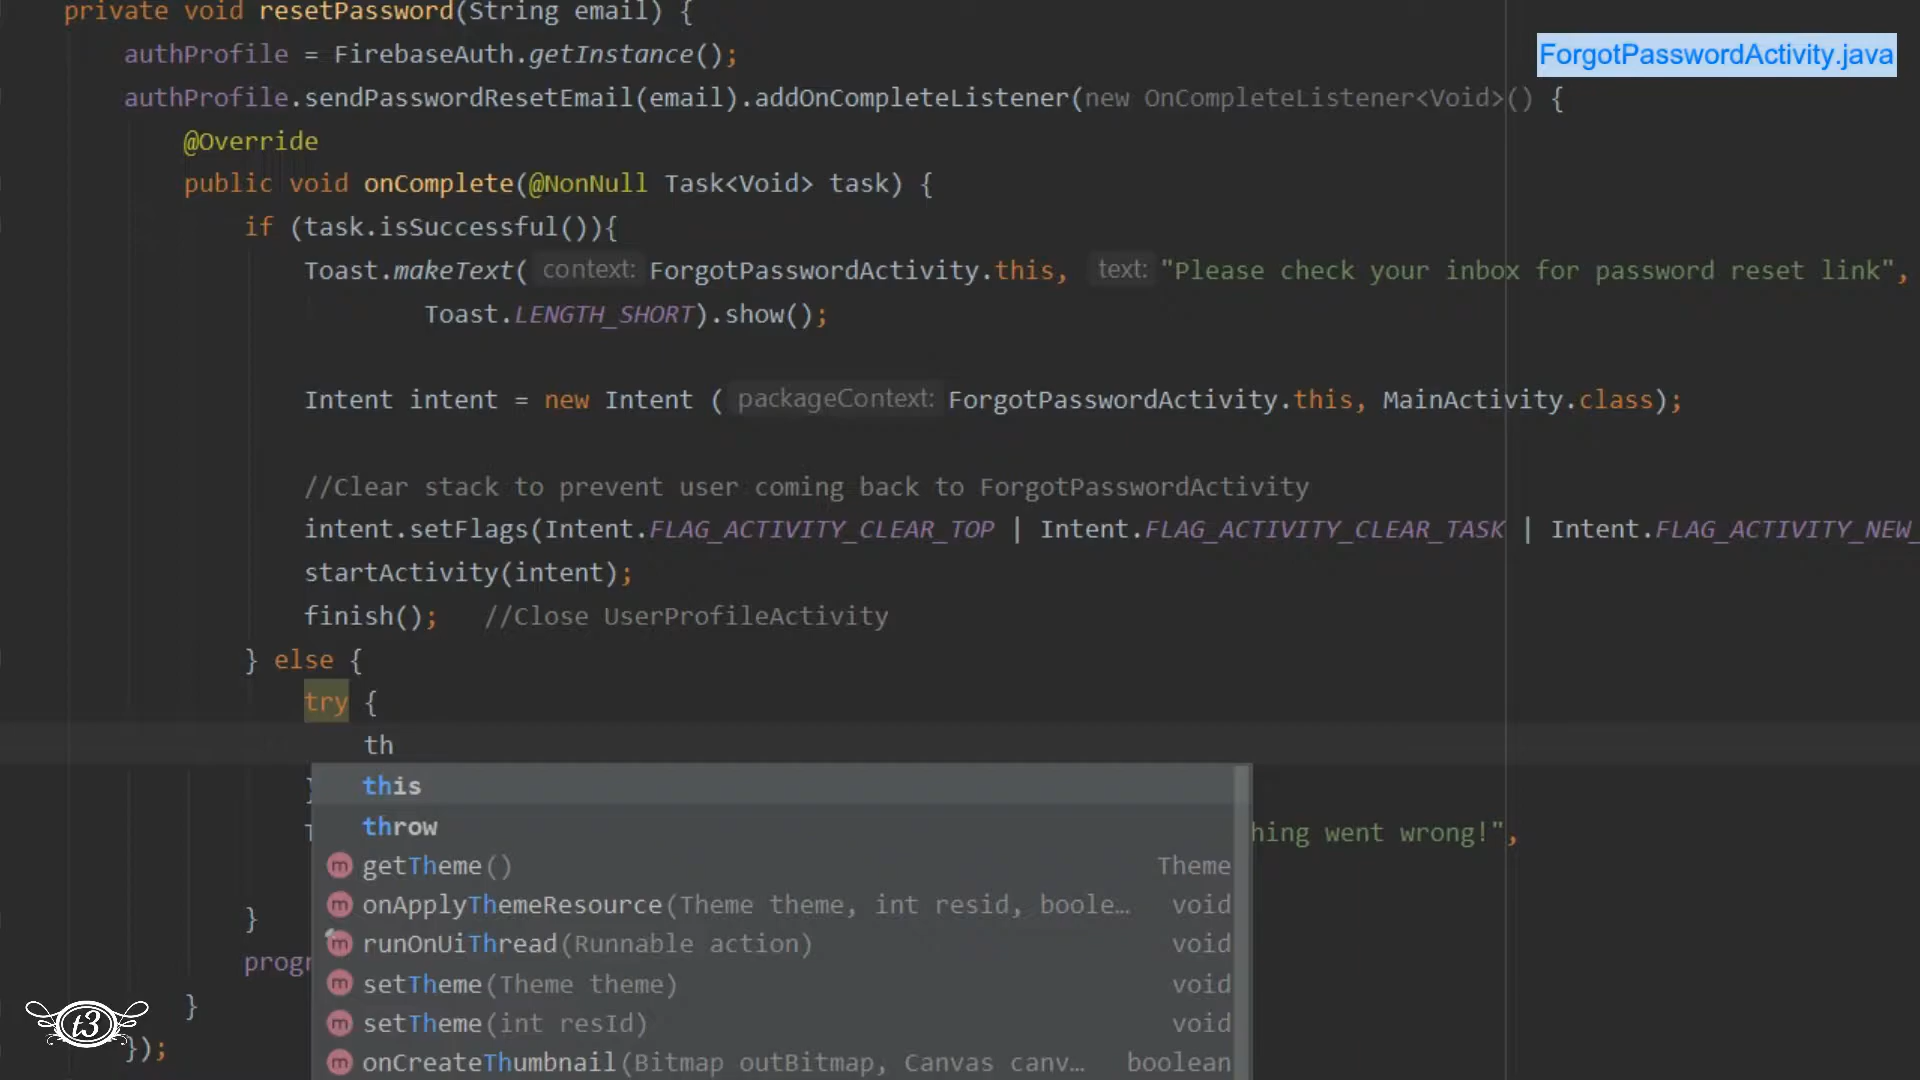 private void resetPassword(String email) {
ForgotPasswordActivity.java
authProfile = FirebaseAuth.getInstance();
authProfile.sendPasswordResetEmail(email).addOnCompleteListener(new OnCompleteListener<Void>() {
@Override
public void onComplete(@NonNull Task<Void> task) {
if (task.isSuccessful()){
Toast.makeText( context: ForgotPasswordActivity.this, text: "Please check your inbox for password reset link",
Toast.LENGTH_SHORT).show();
Intent intent = new Intent ( packageContext: ForgotPasswordActivity.this, MainActivity.class);
//Clear stack to prevent user coming back to ForgotPasswordActivity
intent.setFlags(Intent.FLAG_ACTIVITY_CLEAR_TOP | Intent.FLAG_ACTIVITY_CLEAR_TASK | Intent.FLAG_ACTIVITY_NEW_
startActivity(intent);
finish(); //Close UserProfileActivity
} else {
try {
th
this
throw
hing went wrong!",
getTheme() Theme
onApplyThemeResource(Theme theme, int resid, boole… void
}
runOnUiThread(Runnable action) void
progr
setTheme(Theme theme) void
}
setTheme(int resId) void
t3
});
onCreateThumbnail(Bitmap outBitmap, Canvas canv… boolean